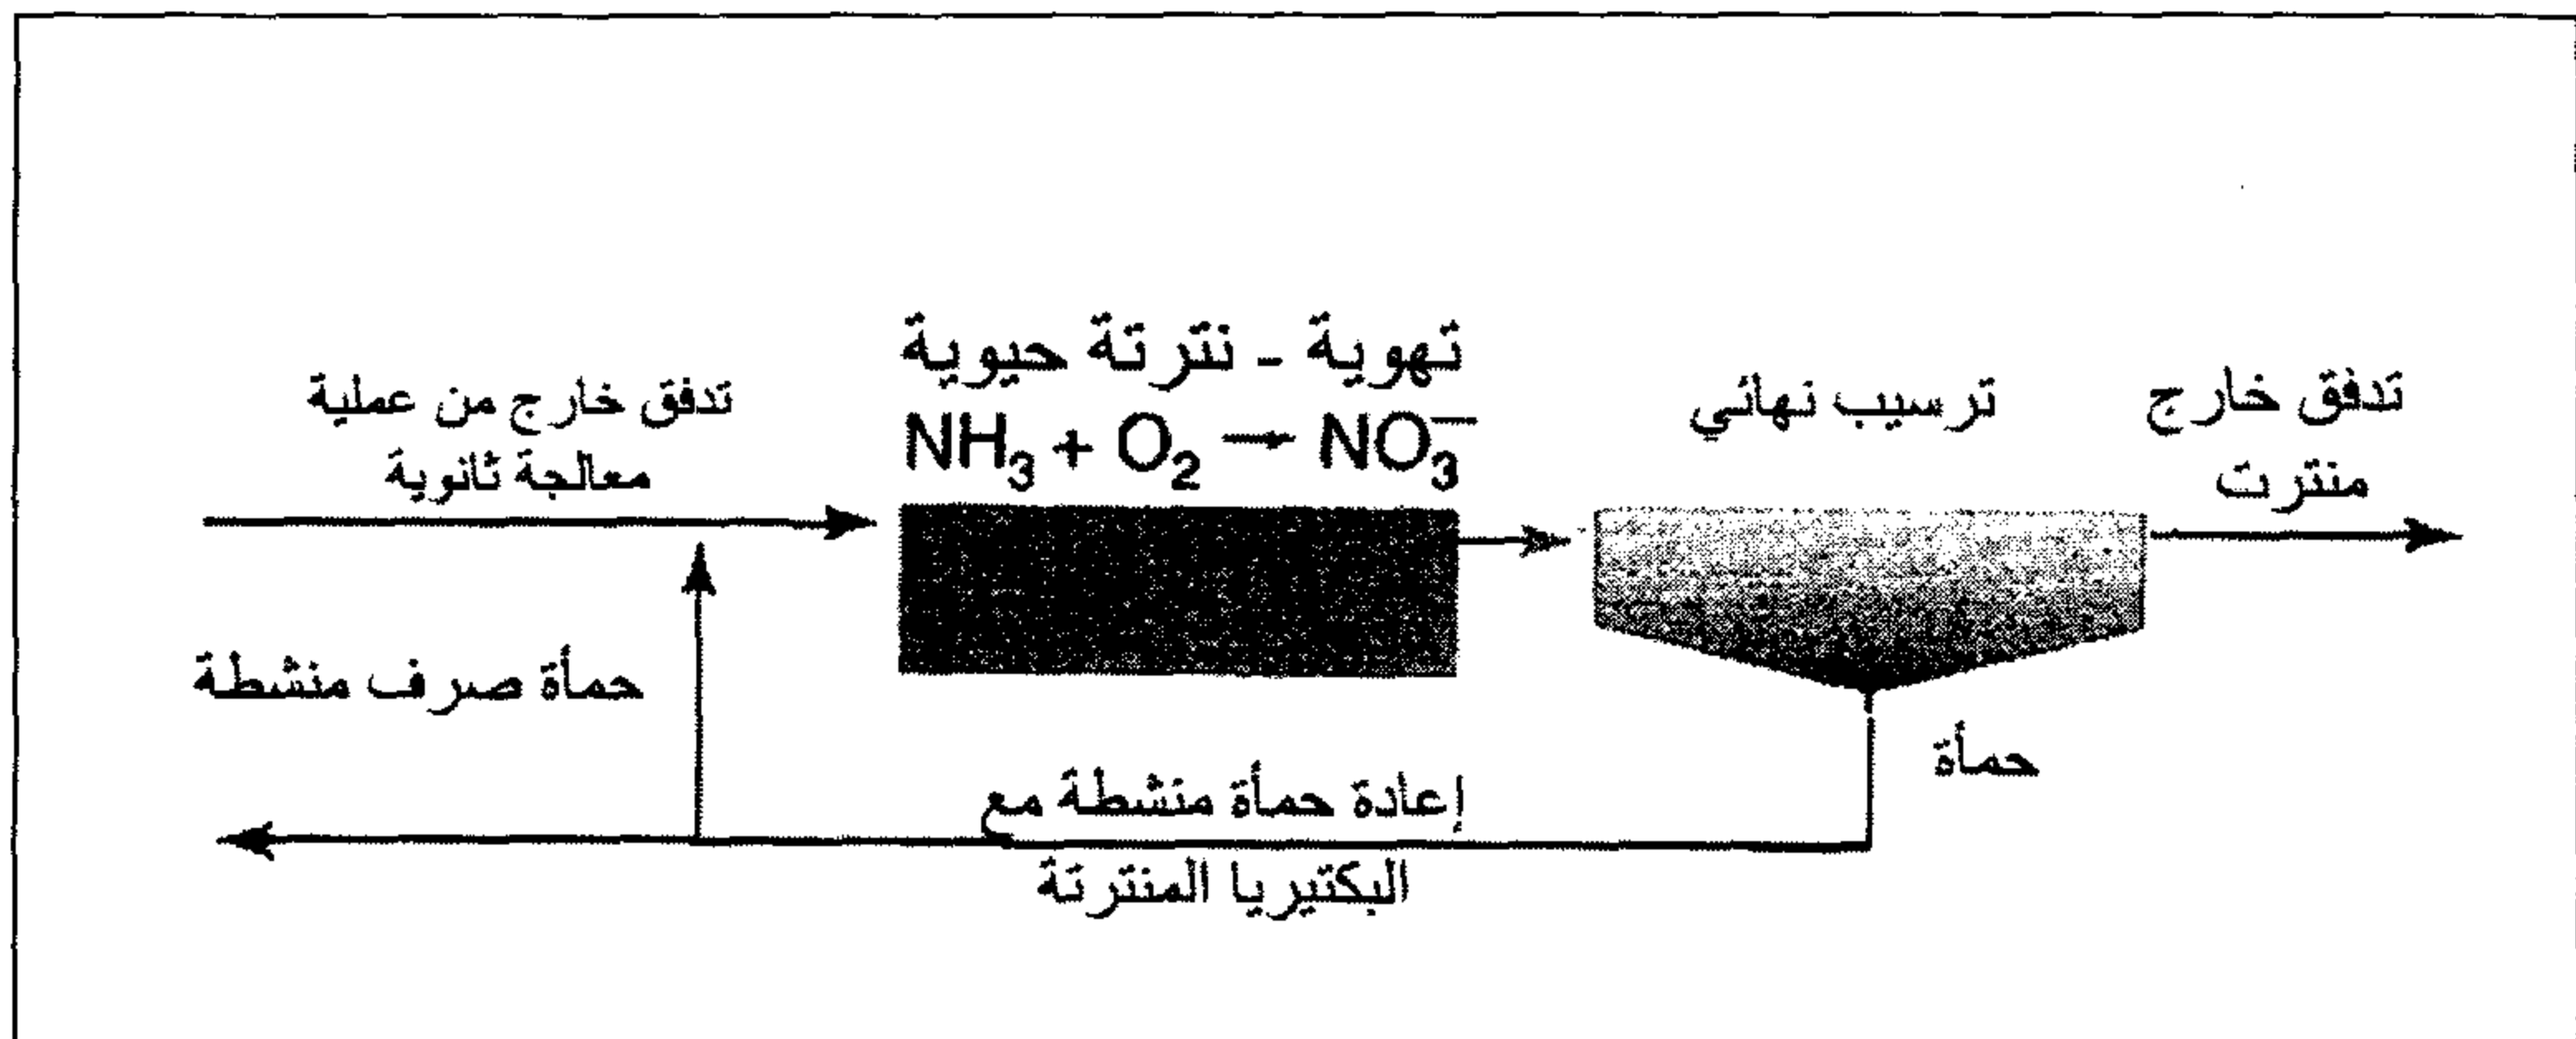 تهوية - نترتة حيوية
NH₃ + O₂ → NO₃⁻
تدفق خارج من عملية
معالجة ثانوية
ترسيب نهائي
تدفق خارج
منترت
حمأة صرف منشطة
حمأة
إعادة حمأة منشطة مع
البكتيريا المنترتة